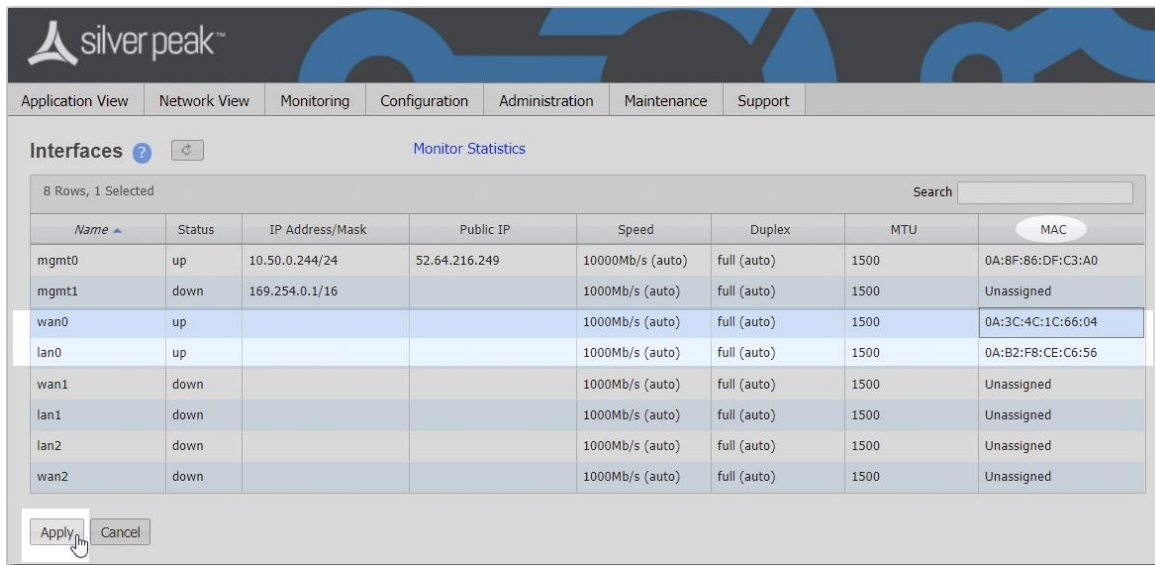 silver peak™
Application View Network View Monitoring Configuration Administration Maintenance Support
Interfaces ? Monitor Statistics
8 Rows, 1 Selected Search
Name Status IP Address/Mask Public IP Speed Duplex MTU MAC
mgmt0 up 10.50.0.244/24 52.64.216.249 10000Mb/s (auto) full (auto) 1500 0A:8F:86:DF:C3:A0
mgmt1 down 169.254.0.1/16 1000Mb/s (auto) full (auto) 1500 Unassigned
wan0 up 1000Mb/s (auto) full (auto) 1500 0A:3C:4C:1C:66:04
lan0 up 1000Mb/s (auto) full (auto) 1500 0A:B2:F8:CE:C6:56
wan1 down 1000Mb/s (auto) full (auto) 1500 Unassigned
lan1 down 1000Mb/s (auto) full (auto) 1500 Unassigned
lan2 down 1000Mb/s (auto) full (auto) 1500 Unassigned
wan2 down 1000Mb/s (auto) full (auto) 1500 Unassigned
Apply Cancel